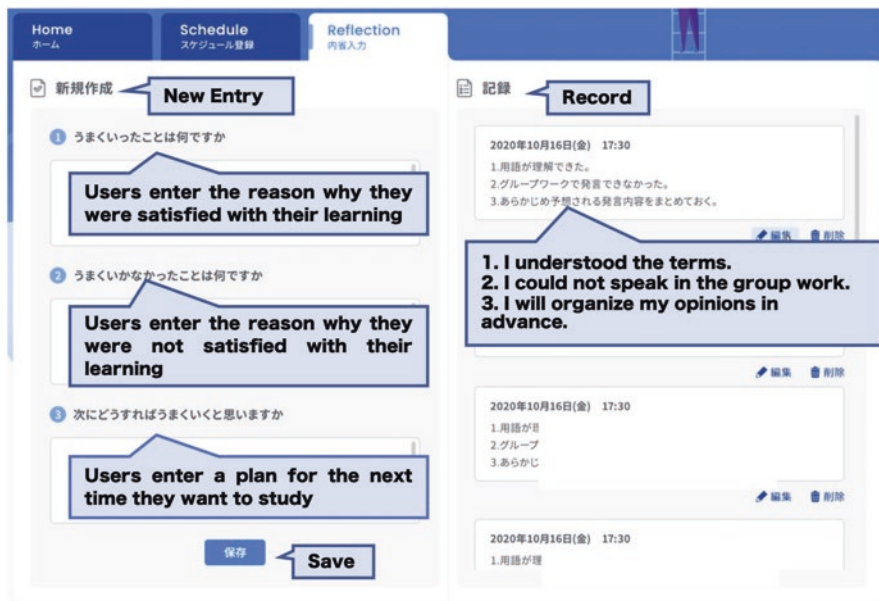 Home
ホーム
Schedule
スケジュール登録
Reflection
内省入力
新規作成
New Entry
1 うまくいったことは何ですか
Users enter the reason why they
were satisfied with their learning
2 うまくいかなかったことは何ですか
Users enter the reason why they
were not satisfied with their
learning
3 次にどうすればうまくいくと思いますか
Users enter a plan for the next
time they want to study
保存
Save
記録
Record
2020年10月16日(金) 17:30
1.用語が理解できた。
2.グループワークで発言できなかった。
3.あらかじめ予想される発言内容をまとめておく。
編集 削除
1. I understood the terms.
2. I could not speak in the group work.
3. I will organize my opinions in
advance.
編集 削除
2020年10月16日(金) 17:30
1.用語が理
2.グループ
3.あらかじ
編集 削除
2020年10月16日(金) 17:30
1.用語が理